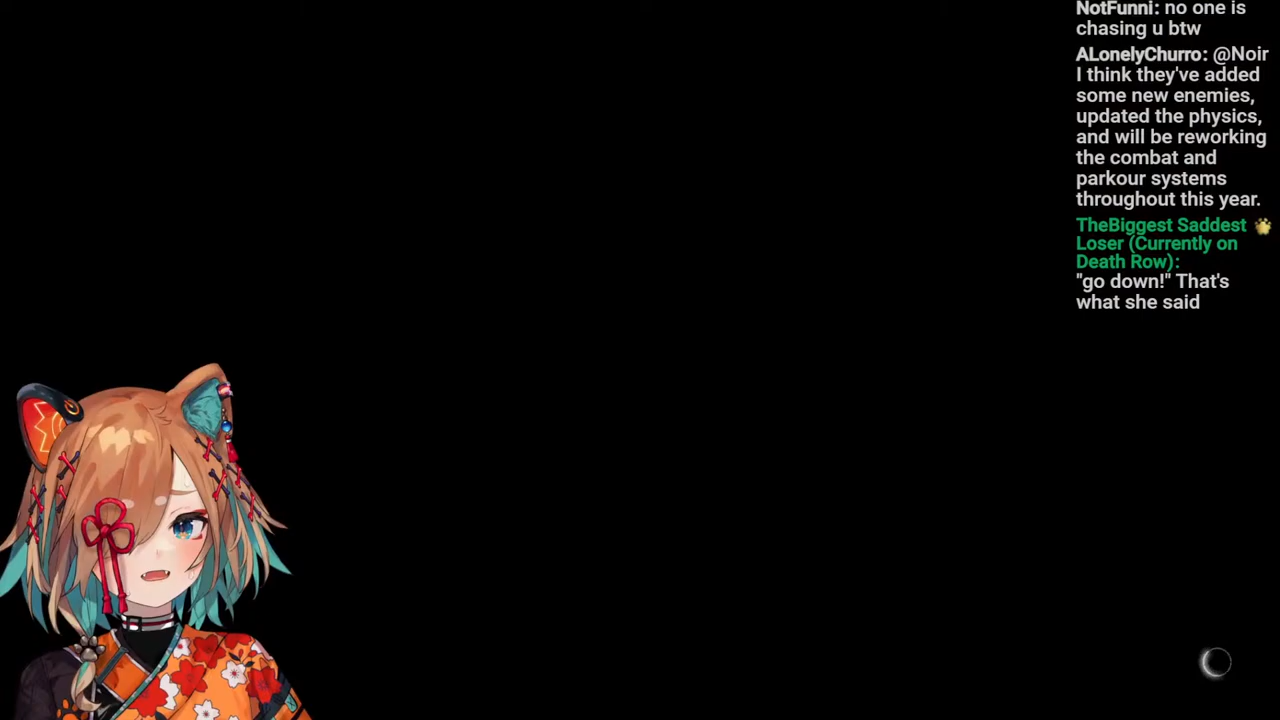 NotFunni: no one is
chasing u btw
ALonelyChurro: @Noir
I think they've added
some new enemies,
updated the physics,
and will be reworking
the combat and
parkour systems
throughout this year.
TheBiggest Saddest
Loser (Currently on
Death Row):
"go down!" That's
what she said